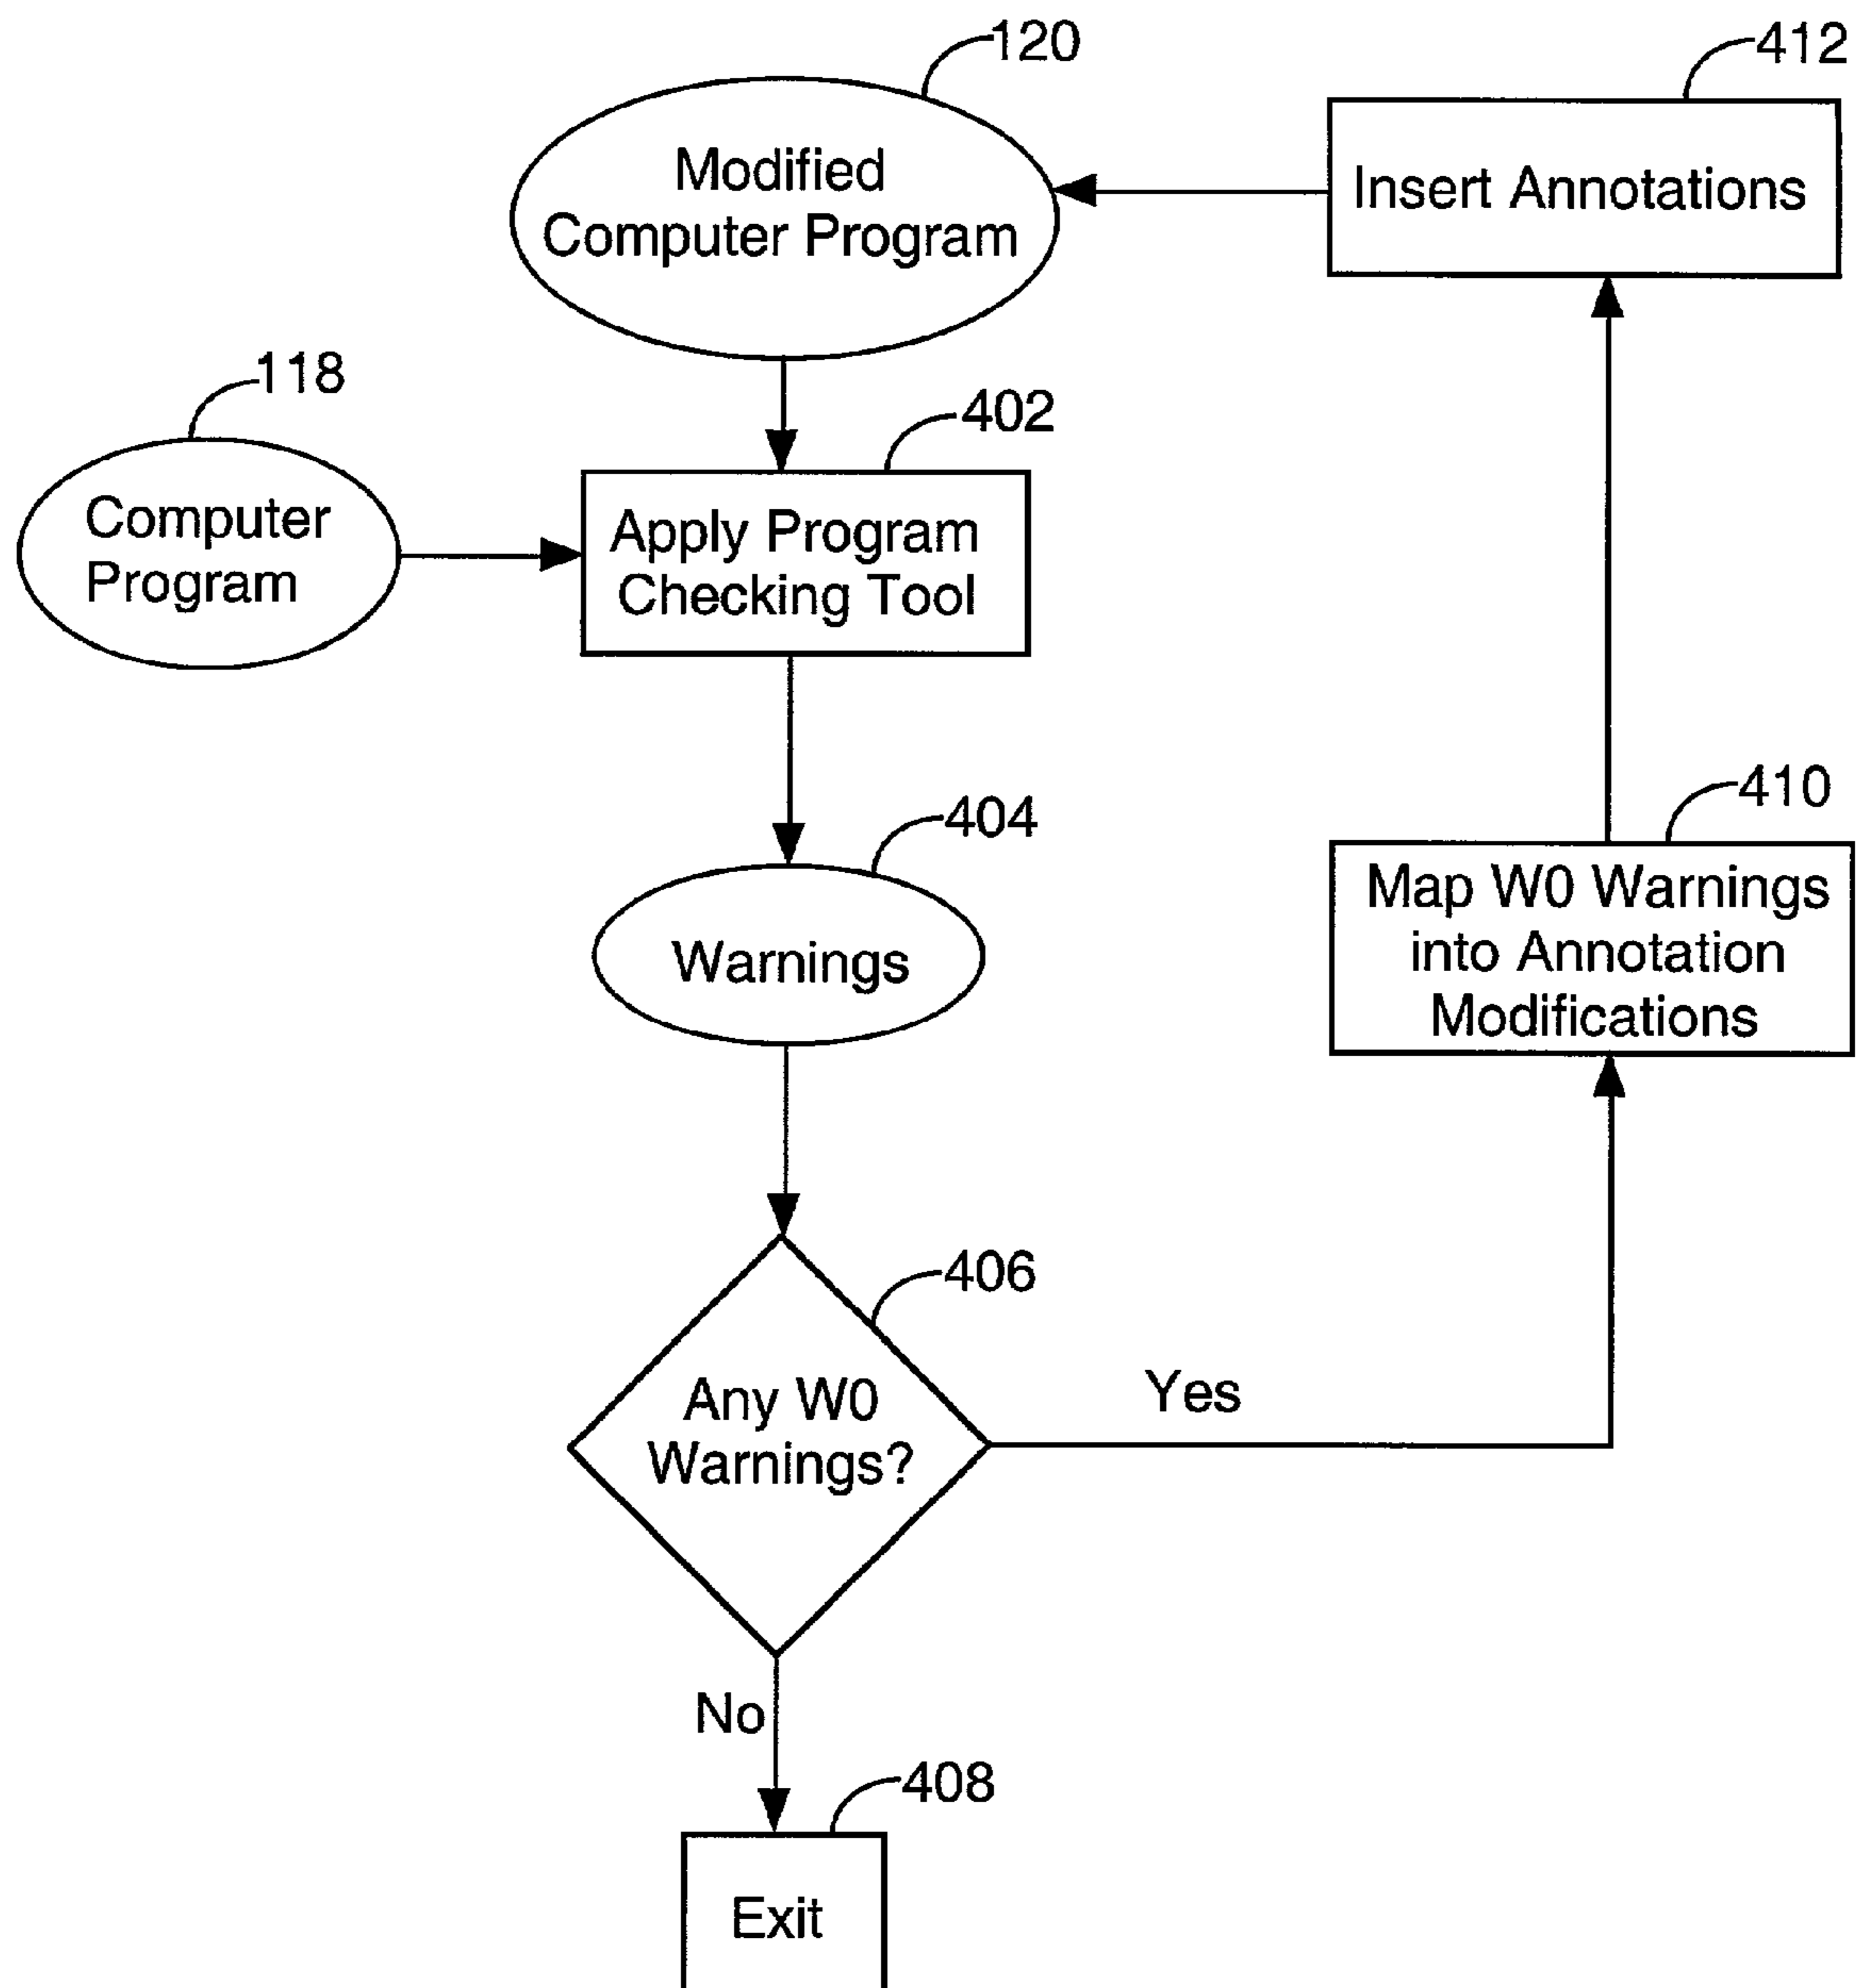 120
412
Modified
Computer Program
Insert Annotations
118
402
Computer
Program
Apply Program
Checking Tool
404
410
Warnings
Map W0 Warnings
into Annotation
Modifications
406
Any W0
Warnings?
Yes
No
408
Exit